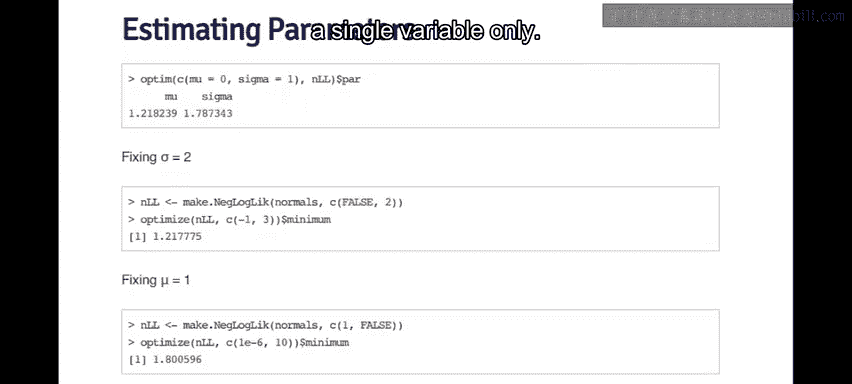 Estimating Parameters
a single variable only.
> optim(c(mu = 0, sigma = 1), nLL)$par
mu sigma
1.218239 1.787343
Fixing σ = 2
> nLL <- make.NegLogLik(normals, c(FALSE, 2))
> optimize(nLL, c(-1, 3))$minimum
[1] 1.217775
Fixing μ = 1
> nLL <- make.NegLogLik(normals, c(1, FALSE))
> optimize(nLL, c(1e-6, 10))$minimum
[1] 1.800596